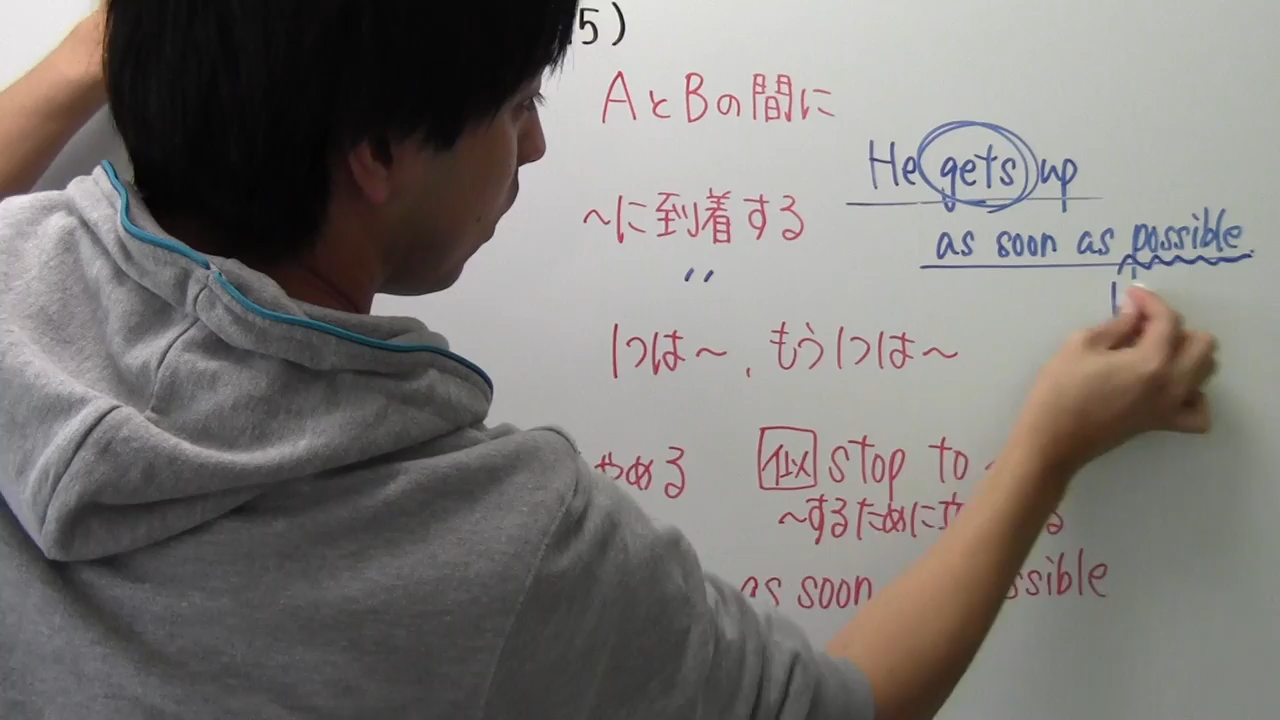 5)
AとBの間に
He gets up
as soon as possible.
～に到着する
〃
1つは～, もう1つは～
やめる 似 stop to
～するために
as soon ssible